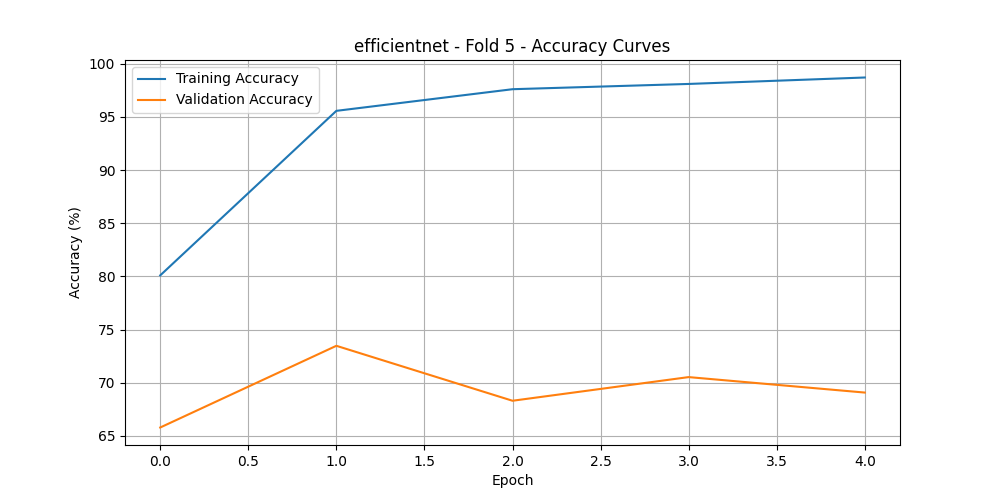 efficientnet - Fold 5 - Accuracy Curves
Training Accuracy
Validation Accuracy
Accuracy (%)
100
95
90
85
80
75
70
65
0.0 0.5 1.0 1.5 2.0 2.5 3.0 3.5 4.0
Epoch